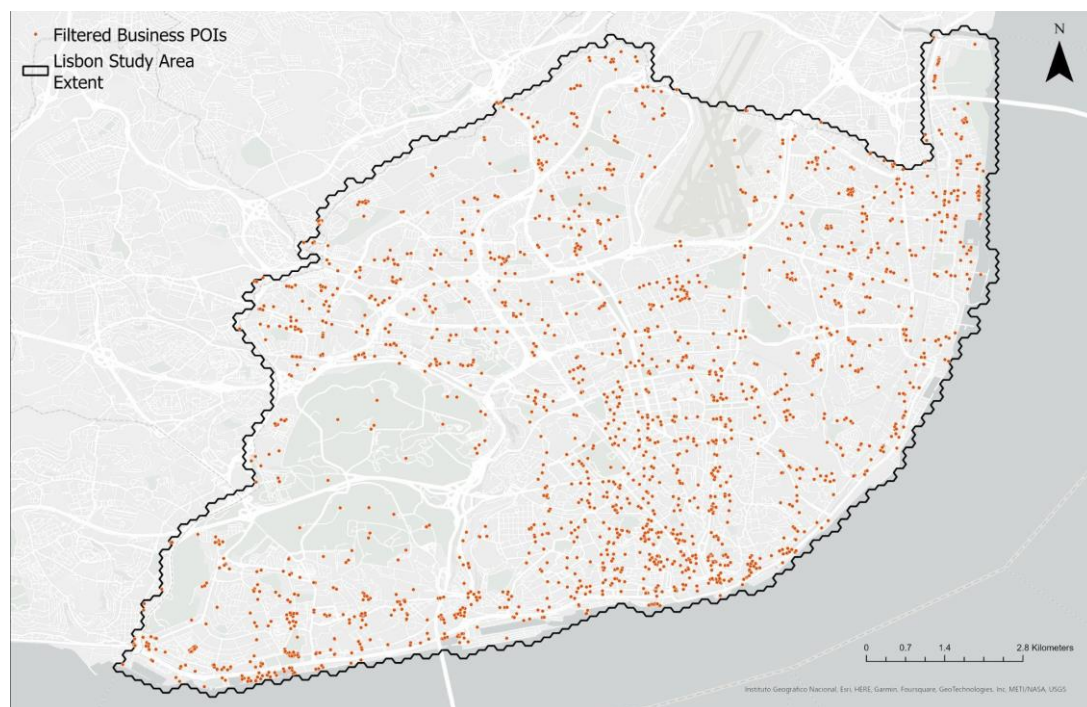 Filtered Business POIs
Lisbon Study Area
Extent
N
0 0.7 1.4 2.8 Kilometers
Instituto Geográfico Nacional, Esri, HERE, Garmin, Foursquare, GeoTechnologies, Inc, METI/NASA, USGS